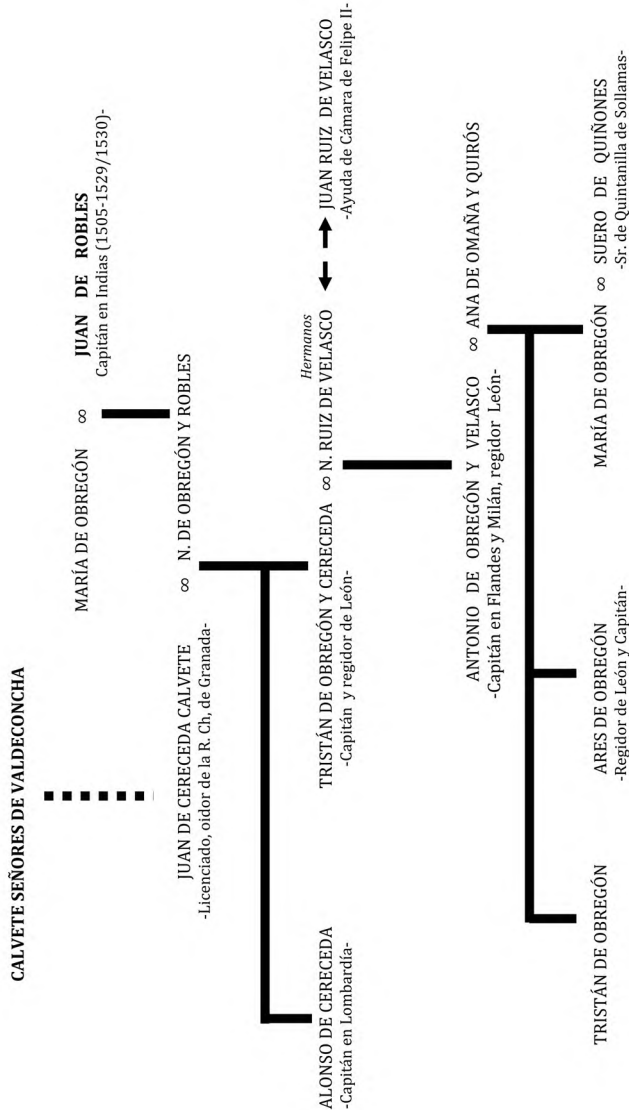 CALVETE SEÑORES DE VALDECONCHA
MARÍA DE OBREGÓN ∞ JUAN DE ROBLES
Capitán en Indias (1505-1529/1530)-
JUAN DE CERECEDA CALVETE ∞ N. DE OBREGÓN Y ROBLES
-Licenciado, oidor de la R. Ch, de Granada-
Hermanos
ALONSO DE CERECEDA
-Capitán en Lombardía-
TRISTÁN DE OBREGÓN Y CERECEDA ∞ N. RUIZ DE VELASCO
-Capitán y regidor de León-
JUAN RUIZ DE VELASCO
-Ayuda de Cámara de Felipe II-
ANTONIO DE OBREGÓN Y VELASCO ∞ ANA DE OMAÑA Y QUIRÓS
-Capitán en Flandes y Milán, regidor León-
TRISTÁN DE OBREGÓN
ARES DE OBREGÓN
-Regidor de León y Capitán-
MARÍA DE OBREGÓN ∞ SUERO DE QUIÑONES
-Sr. de Quintanilla de Sollamas-